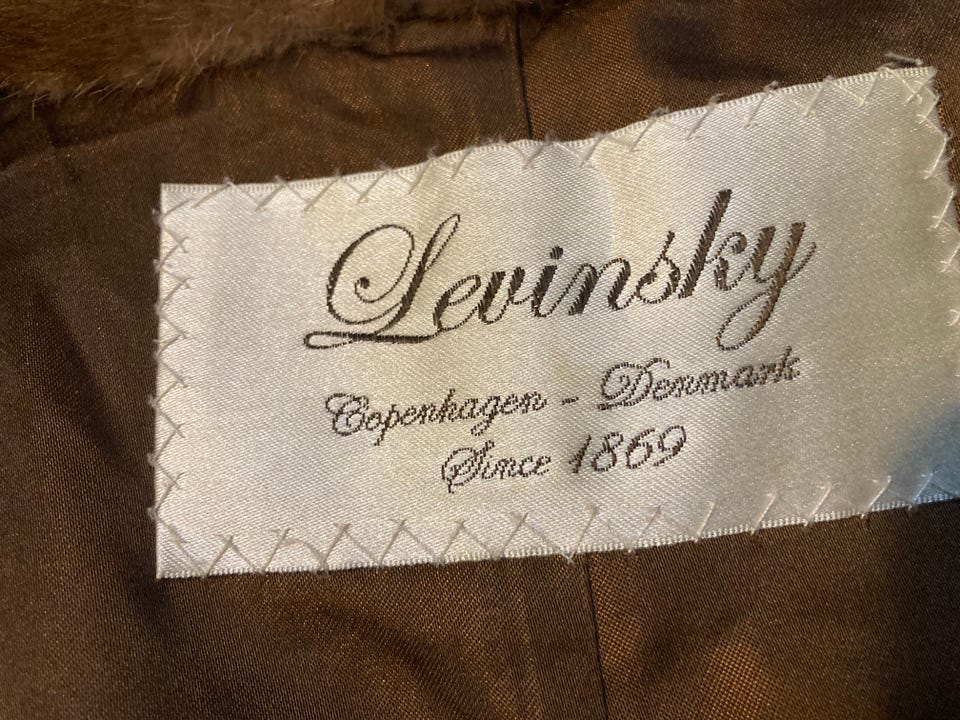 Levinsky
Copenhagen - Denmark
Since 1869